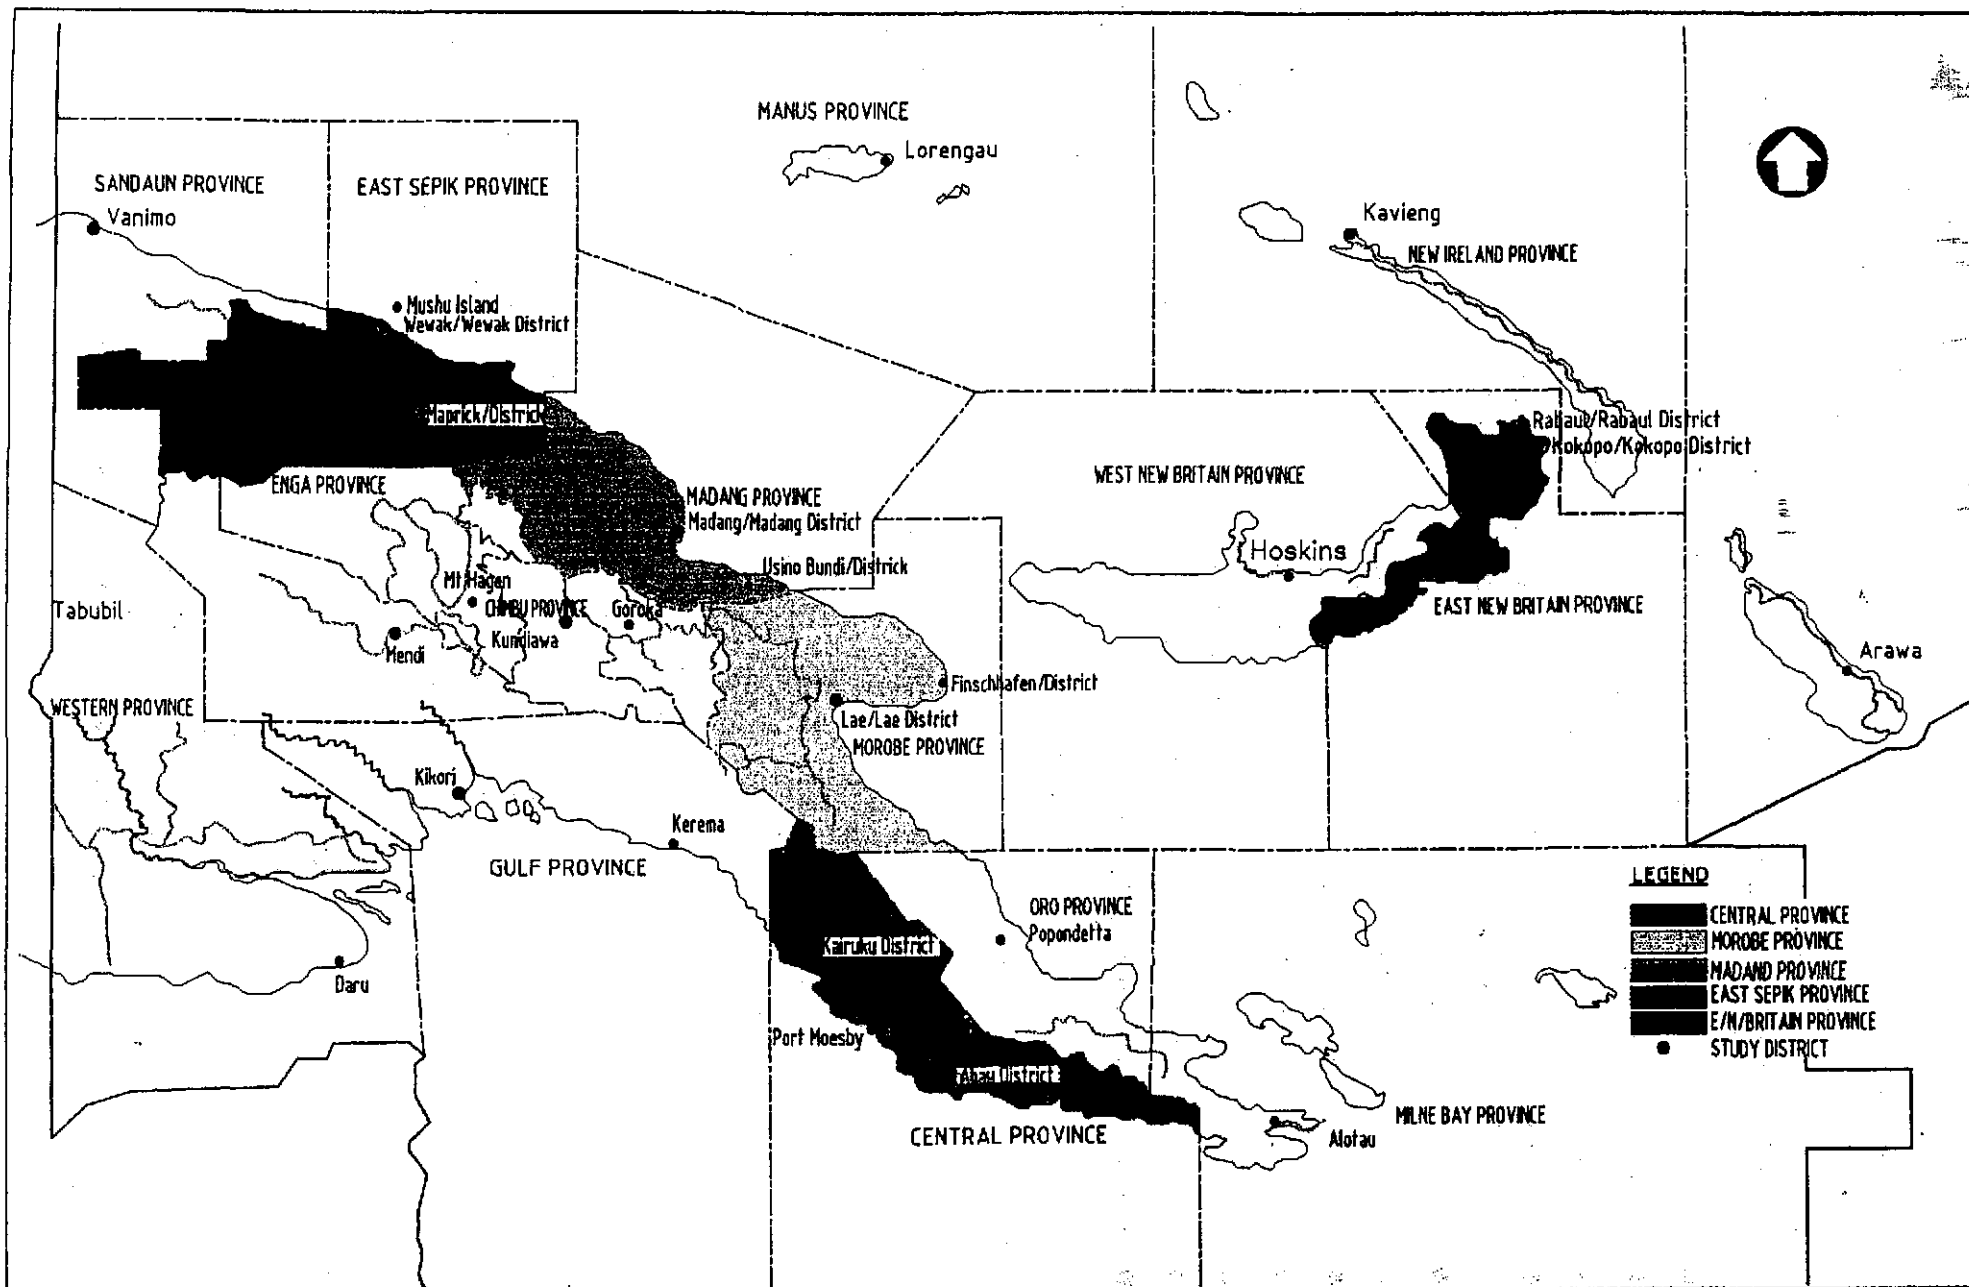 MANUS PROVINCE
Lorengau
SANDAUN PROVINCE
EAST SEPIK PROVINCE
Vanimo
Kavieng
NEW IRELAND PROVINCE
Mushu Island
Wewak/Wewak District
Maprick/District
Rabaul/Rabaul District
Kokopo/Kokopo District
ENGA PROVINCE
WEST NEW BRITAIN PROVINCE
MADANG PROVINCE
Madang/Madang District
Hoskins
Usino Bundi/Districk
Mt Hagen
Tabubil
CHIMBU PROVINCE
Goroka
EAST NEW BRITAIN PROVINCE
Kundiawa
Mendi
Arawa
Finschhafen/District
WESTERN PROVINCE
Lae/Lae District
MOROBE PROVINCE
Kikori
Kerema
GULF PROVINCE
LEGEND
CENTRAL PROVINCE
MOROBE PROVINCE
MADAND PROVINCE
EAST SEPIK PROVINCE
E/N/BRITAIN PROVINCE
STUDY DISTRICT
ORO PROVINCE
Popondetta
Kairuku District
Daru
Port Moesby
District
MILNE BAY PROVINCE
CENTRAL PROVINCE
Alotau